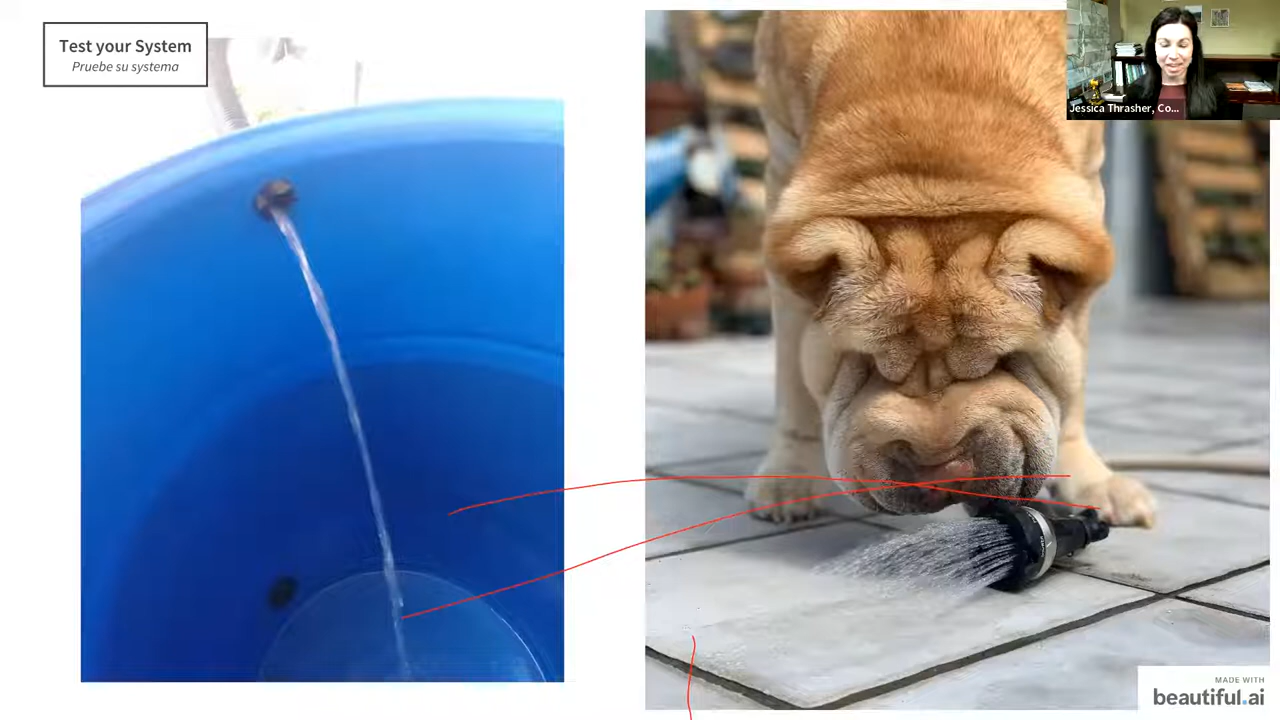 Test your System
Pruebe su systema
Jessica Thrasher, Co...
MADE WITH
beautiful.ai